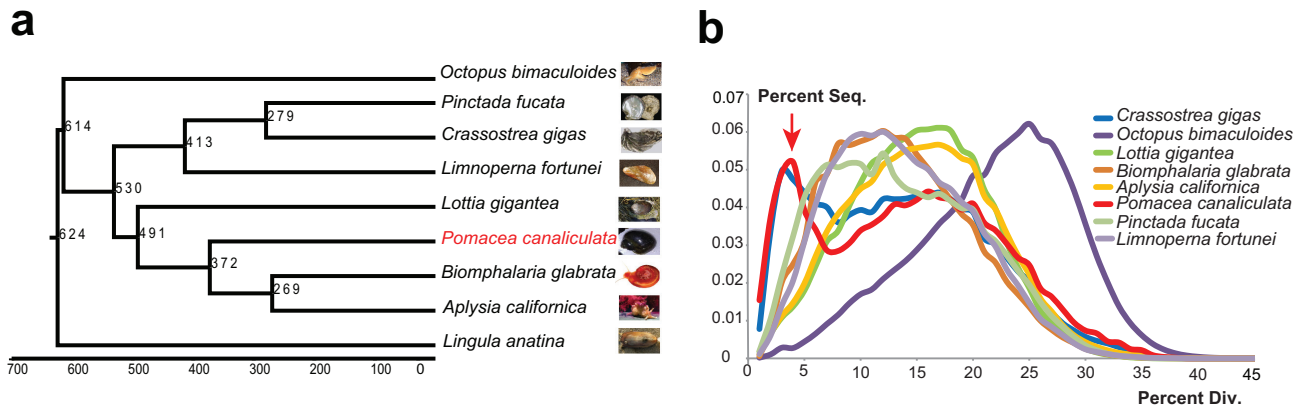 a
Octopus bimaculoides
Pinctada fucata
Crassostrea gigas
Limnoperna fortunei
Lottia gigantea
Pomacea canaliculata
Biomphalaria glabrata
Aplysia californica
Lingula anatina
614
279
413
530
624
491
372
269
700 600 500 400 300 200 100 0
b
Percent Seq.
0.07
0.06
0.05
0.04
0.03
0.02
0.01
0
Crassostrea gigas
Octopus bimaculoides
Lottia gigantea
Biomphalaria glabrata
Aplysia californica
Pomacea canaliculata
Pinctada fucata
Limnoperna fortunei
0 5 10 15 20 25 30 35 40 45
Percent Div.